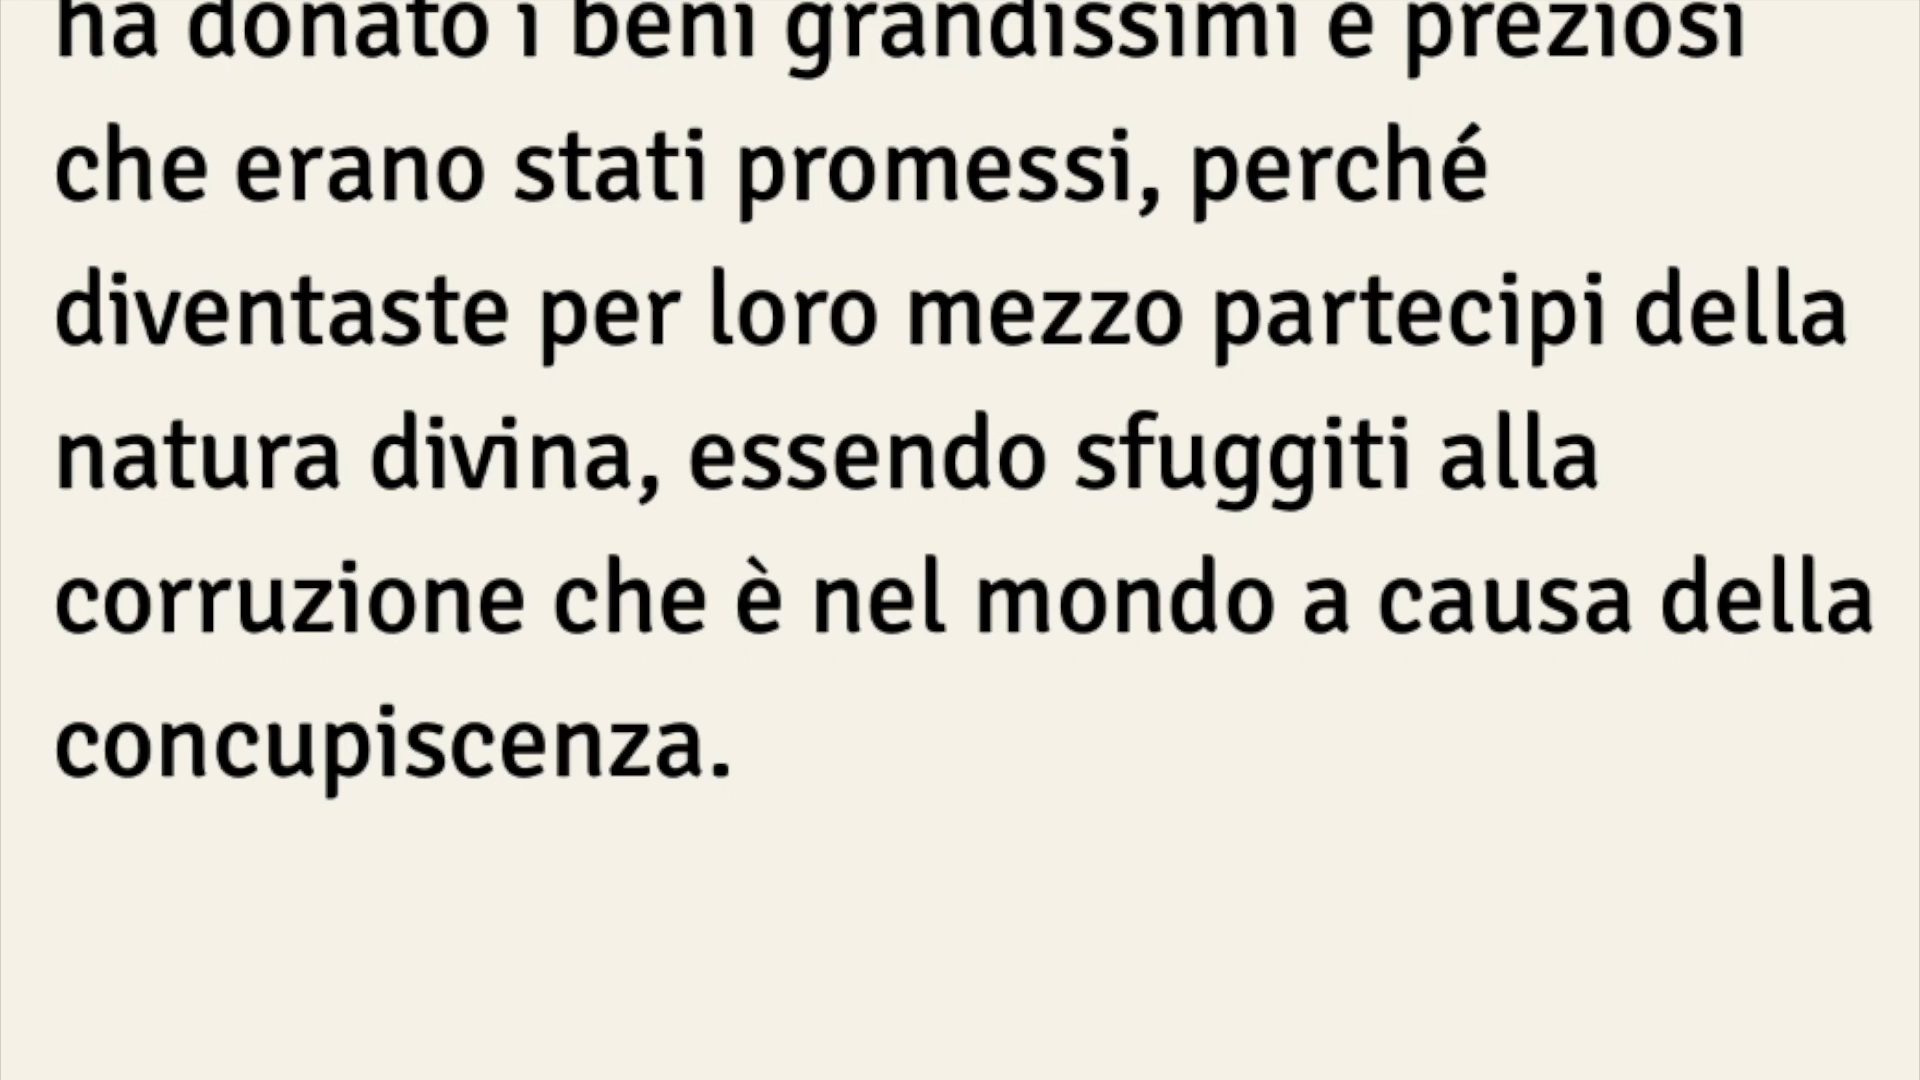 ha donato i beni grandissimi e preziosi
che erano stati promessi, perché
diventaste per loro mezzo partecipi della
natura divina, essendo sfuggiti alla
corruzione che è nel mondo a causa della
concupiscenza.